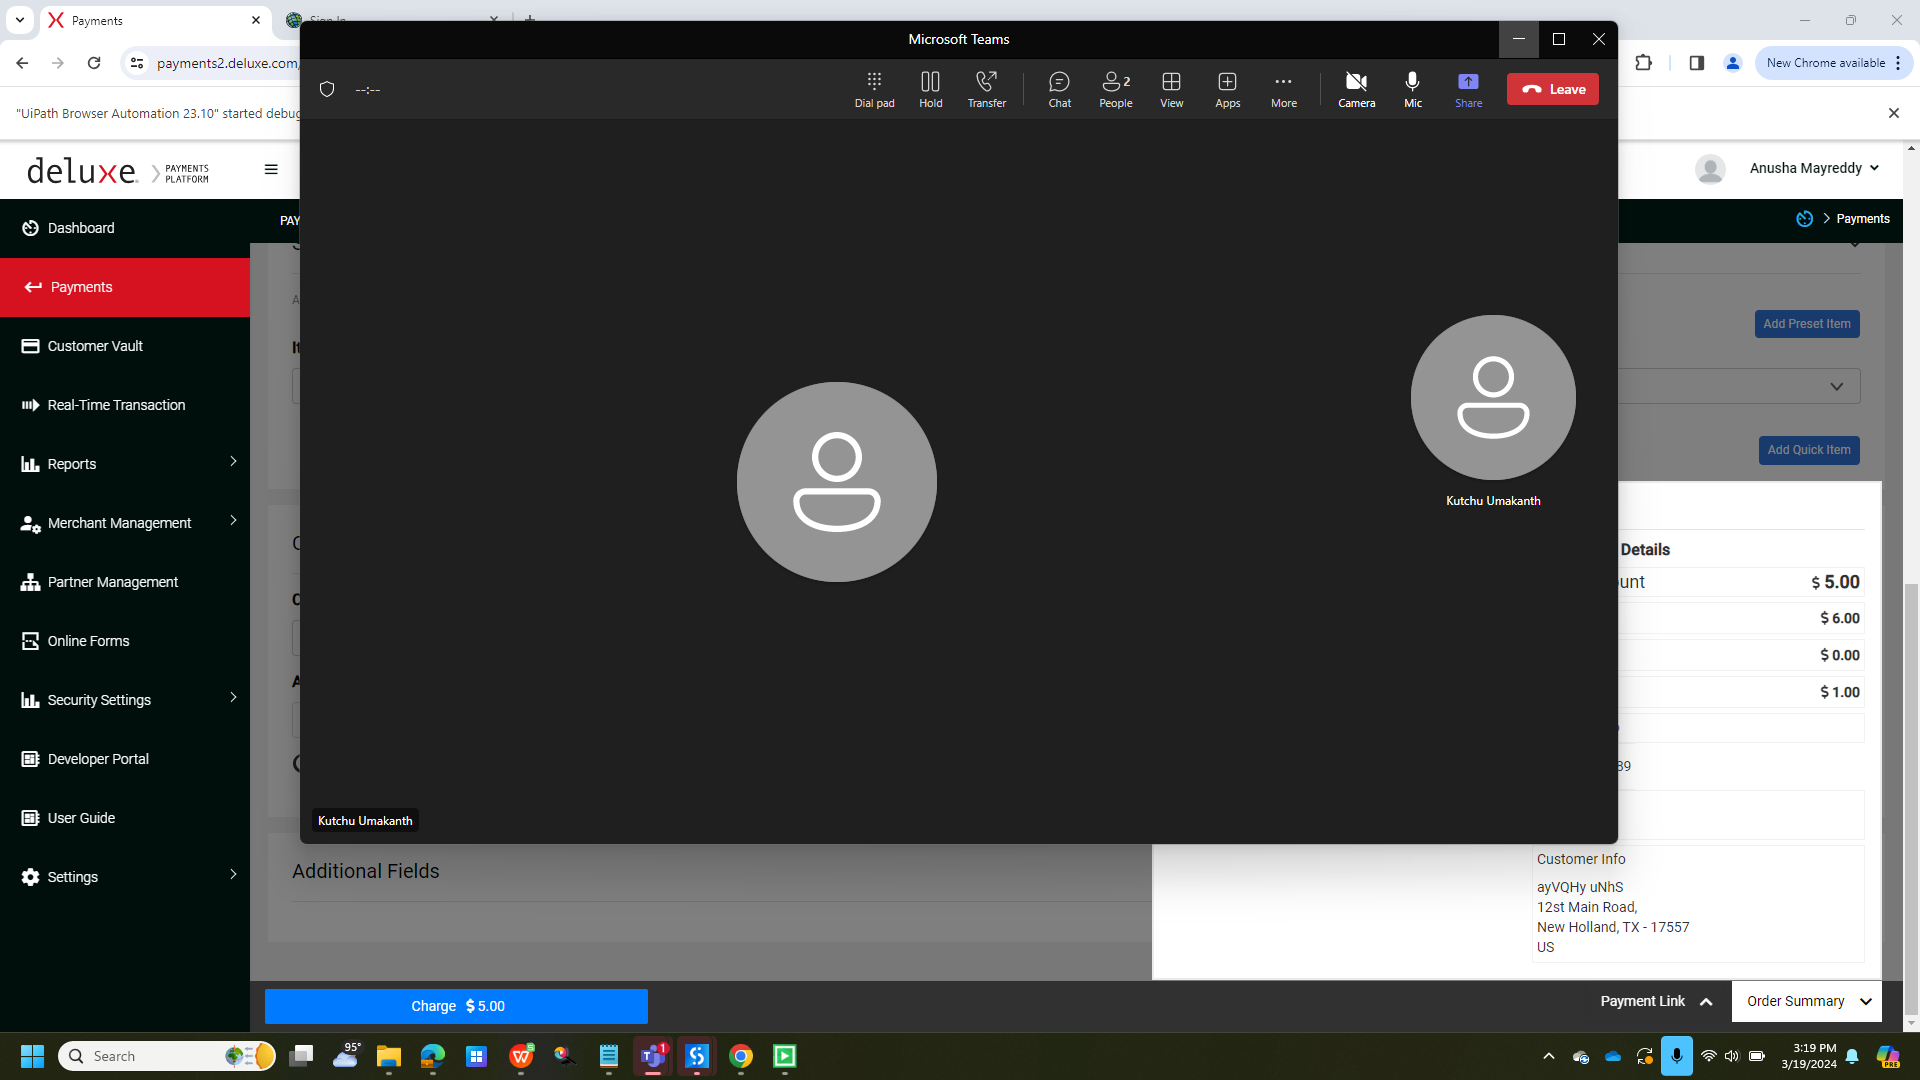 Payments
Sign In
payments2.deluxe.com
New Chrome available
"UiPath Browser Automation 23.10" started debug
Microsoft Teams
--:--
Dial pad
Hold
Transfer
Chat
People
2
View
Apps
More
Camera
Mic
Share
Leave
deluxe
PAYMENTS
PLATFORM
Anusha Mayreddy
PAY
Payments
Dashboard
Payments
Customer Vault
Real-Time Transaction
Reports
Merchant Management
Partner Management
Online Forms
Security Settings
Developer Portal
User Guide
Settings
Add Preset Item
Add Quick Item
Kutchu Umakanth
Kutchu Umakanth
Details
$ 5.00
$ 6.00
$ 0.00
$ 1.00
89
Additional Fields
Customer Info
ayVQHy uNhS
12st Main Road,
New Holland, TX - 17557
US
Charge $ 5.00
Payment Link
Order Summary
Search
95°
1
3:19 PM
3/19/2024
PRE